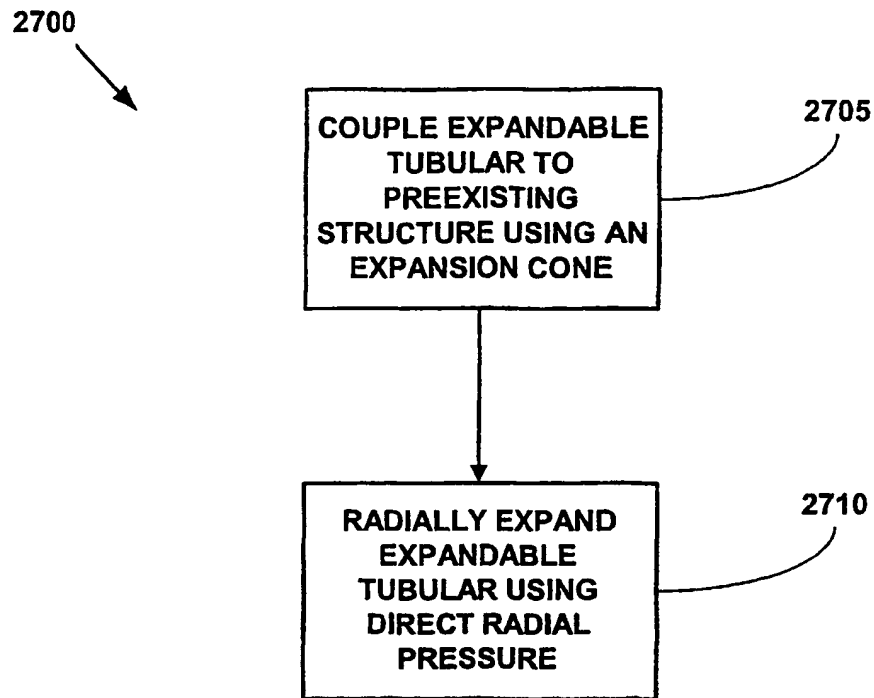 2700
COUPLE EXPANDABLE
TUBULAR TO
PREEXISTING
STRUCTURE USING AN
EXPANSION CONE
2705
RADIALLY EXPAND
EXPANDABLE
TUBULAR USING
DIRECT RADIAL
PRESSURE
2710